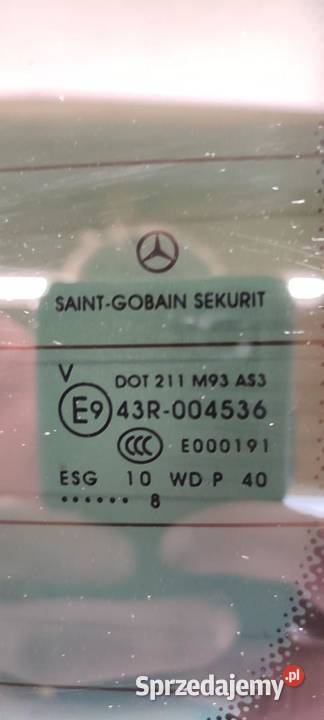 SAINT-GOBAIN SEKURIT
V
DOT 211 M93 AS3
E9 43R-004536
CCC E000191
ESG 10 WD P 40
...... 8
Sprzedajemy.pl